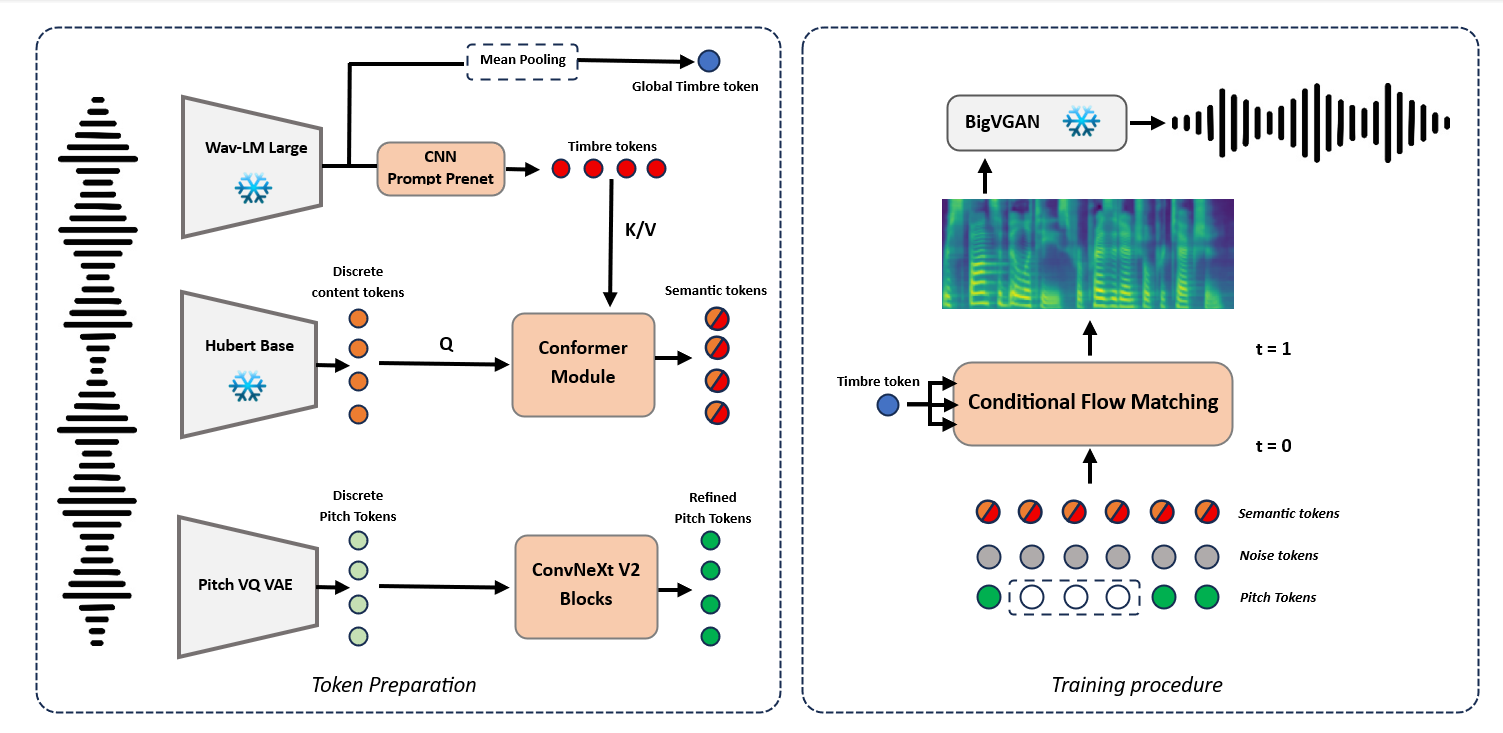 Mean Pooling
Global Timbre token
Wav-LM Large
CNN
Prompt Prenet
Timbre tokens
K/V
Discrete
content tokens
Hubert Base
Q
Conformer
Module
Semantic tokens
Discrete
Pitch Tokens
Pitch VQ VAE
ConvNeXt V2
Blocks
Refined
Pitch Tokens
Token Preparation
BigVGAN
t = 1
Timbre token
Conditional Flow Matching
t = 0
Semantic tokens
Noise tokens
Pitch Tokens
Training procedure